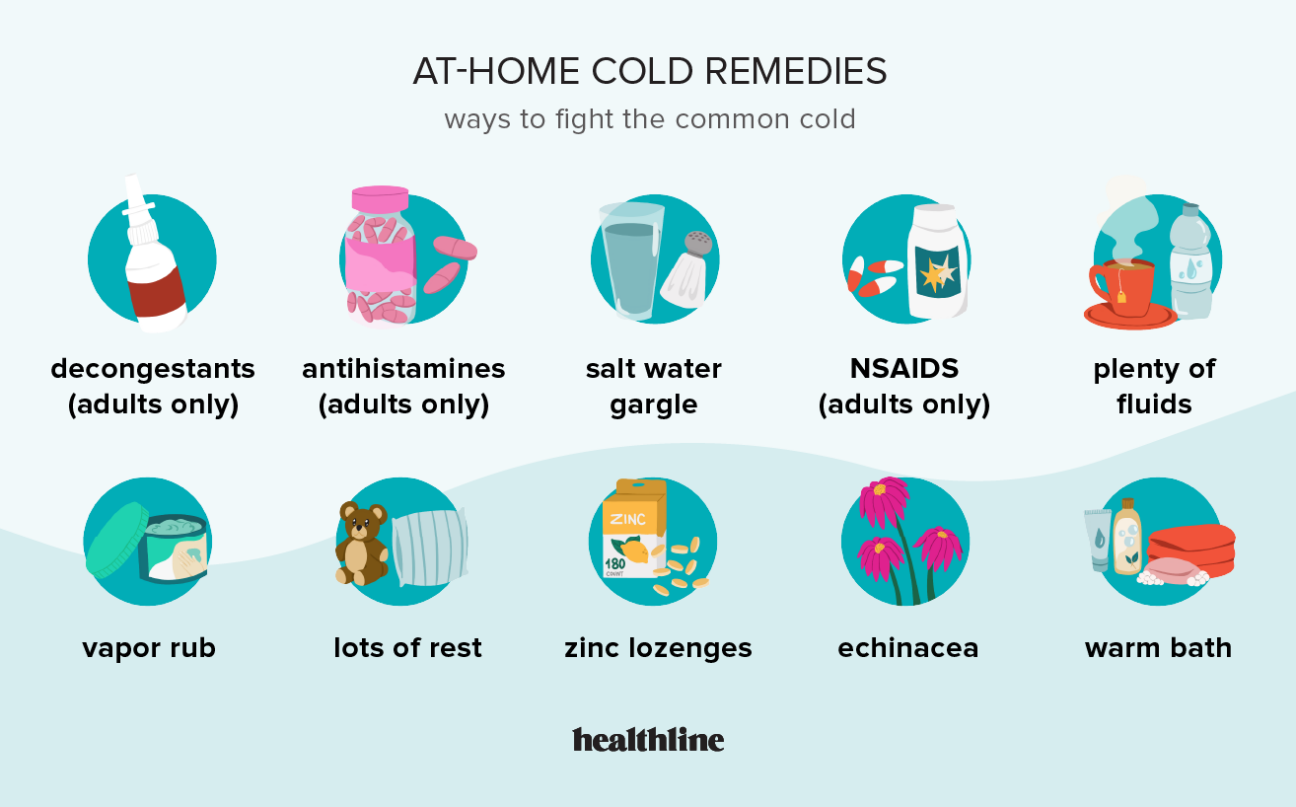 AT-HOME COLD REMEDIES
ways to fight the common cold
decongestants
(adults only)
antihistamines
(adults only)
salt water
gargle
NSAIDS
(adults only)
plenty of
fluids
vapor rub
lots of rest
ZINC
180
COUNT
zinc lozenges
echinacea
warm bath
healthline